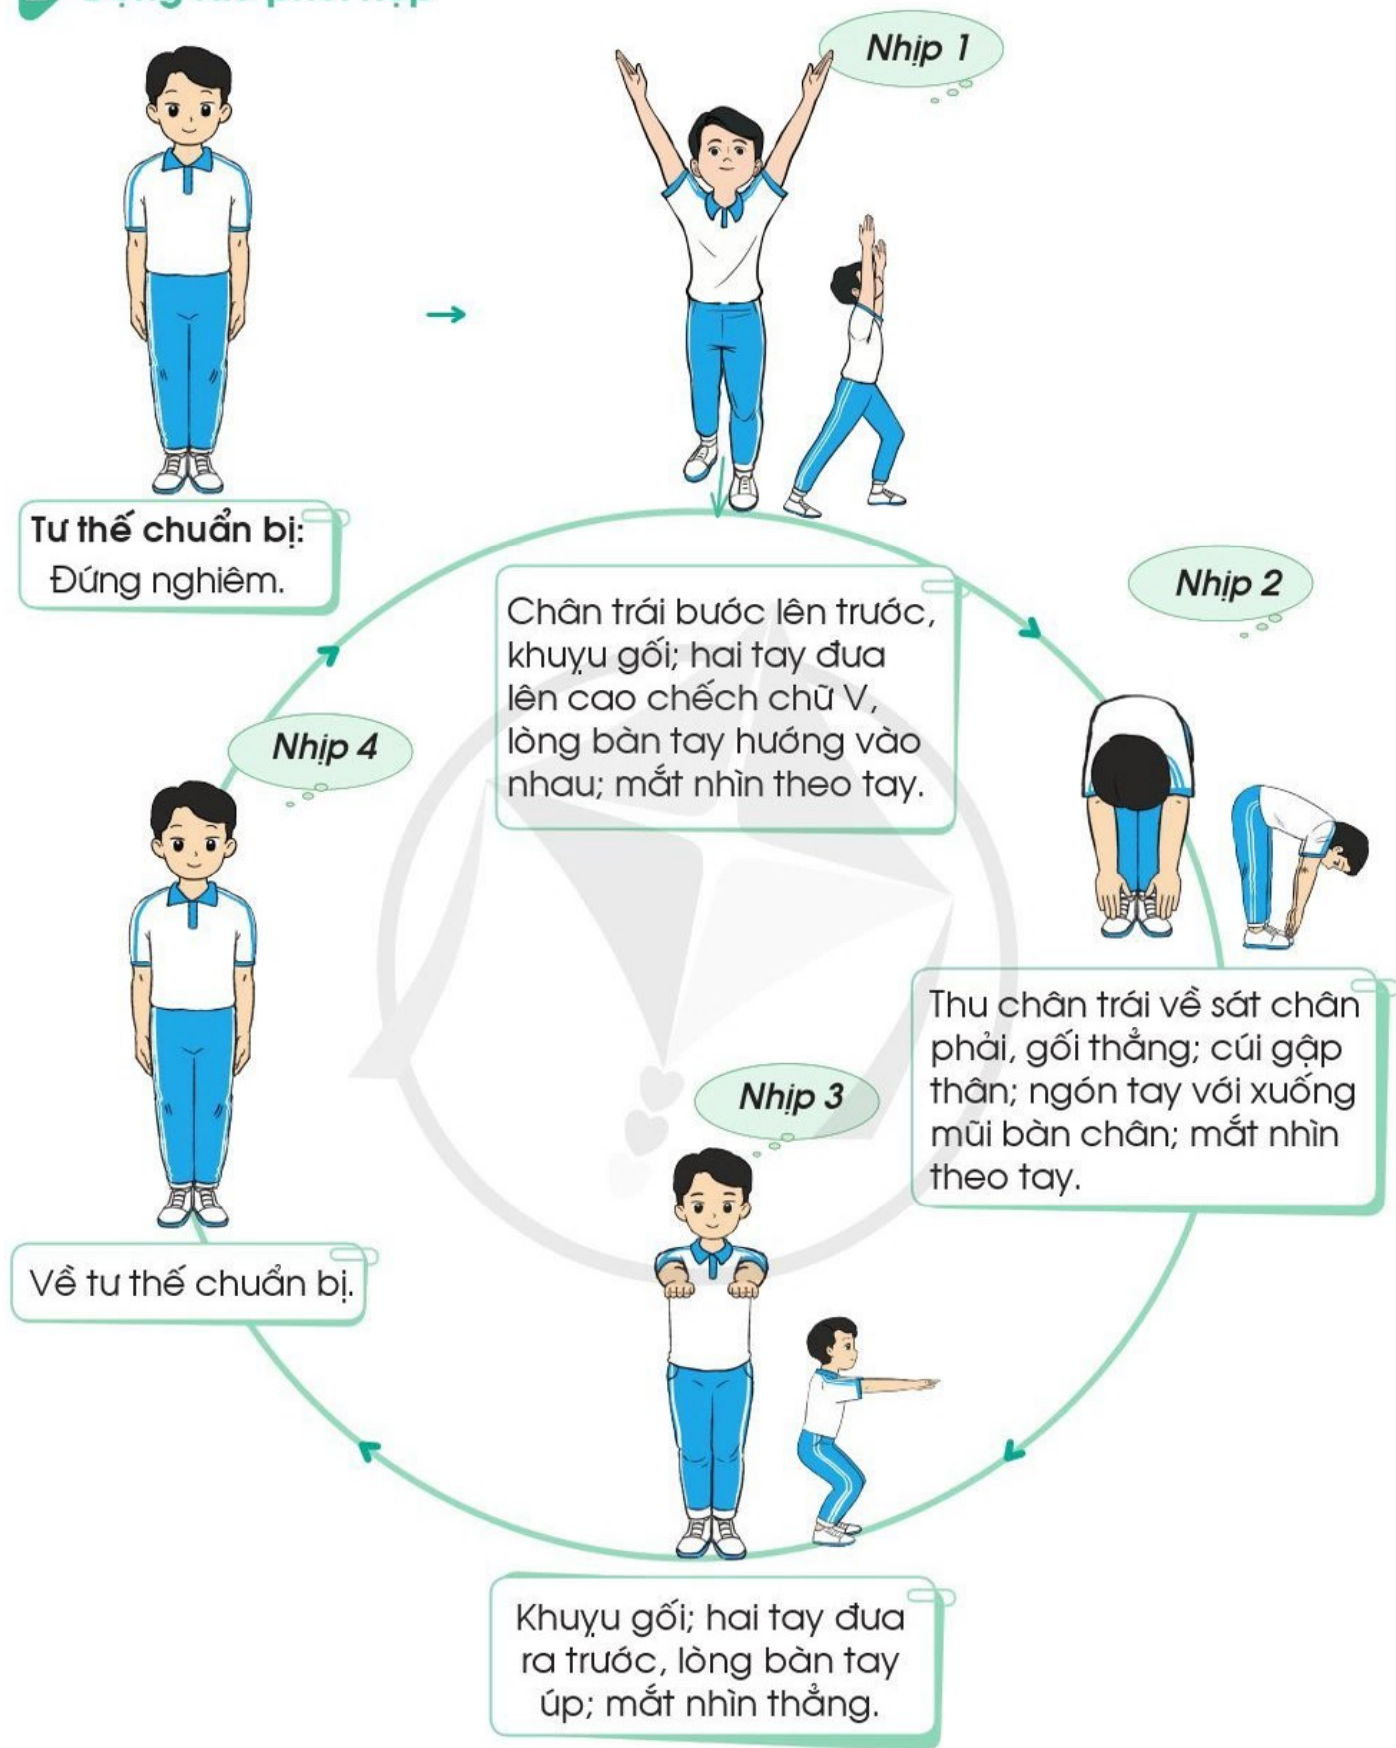 Nhịp 1
Tư thế chuẩn bị:
Đứng nghiêm.
Chân trái bước lên trước,
khuỵu gối; hai tay đưa
lên cao chếch chữ V,
lòng bàn tay hướng vào
nhau; mắt nhìn theo tay.
Nhịp 2
Thu chân trái về sát chân
phải, gối thẳng; cúi gập
thân; ngón tay với xuống
mũi bàn chân; mắt nhìn
theo tay.
Nhịp 3
Khuỵu gối; hai tay đưa
ra trước, lòng bàn tay
úp; mắt nhìn thẳng.
Nhịp 4
Về tư thế chuẩn bị.